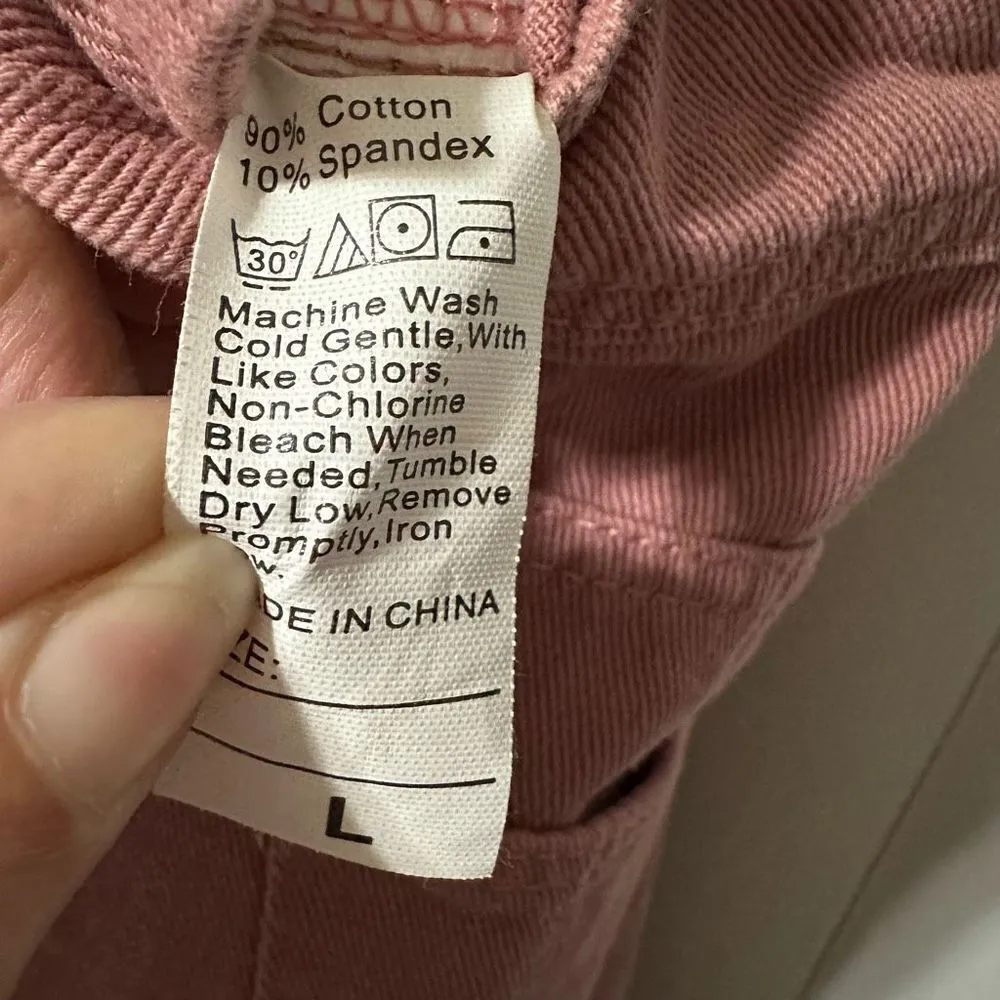 90% Cotton
10% Spandex
30°
Machine Wash
Cold Gentle, With
Like Colors,
Non-Chlorine
Bleach When
Needed, Tumble
Dry Low, Remove
Promptly, Iron
IN CHINA
L